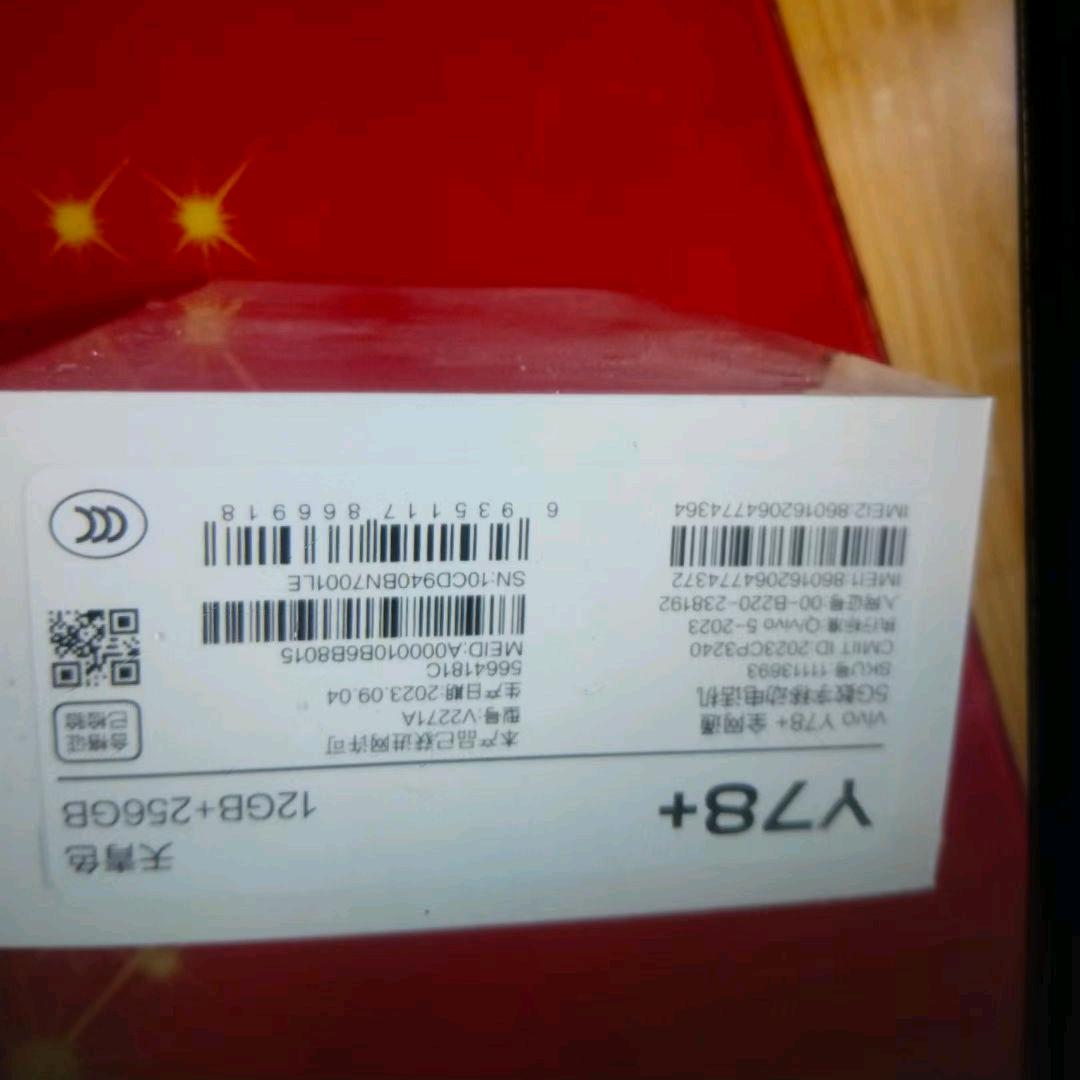 Y78+
天青色
12GB+256GB
vivo Y78+ 全网通
5G数字移动电话机
SKU号:11113693
CMIIT ID:2023CP3240
执行标准:Q/vivo 5-2023
入网证号:00-B220-238192
IMEI1:860162064774372
IMEI2:860162064774364
本产品已获进网许可
型号:V2271A
生产日期:2023.09.04
5664181C
MEID:A0000010B6B8015
SN:10CD940BN7001LE
6 935117 866918
合格证
已检验
CCC